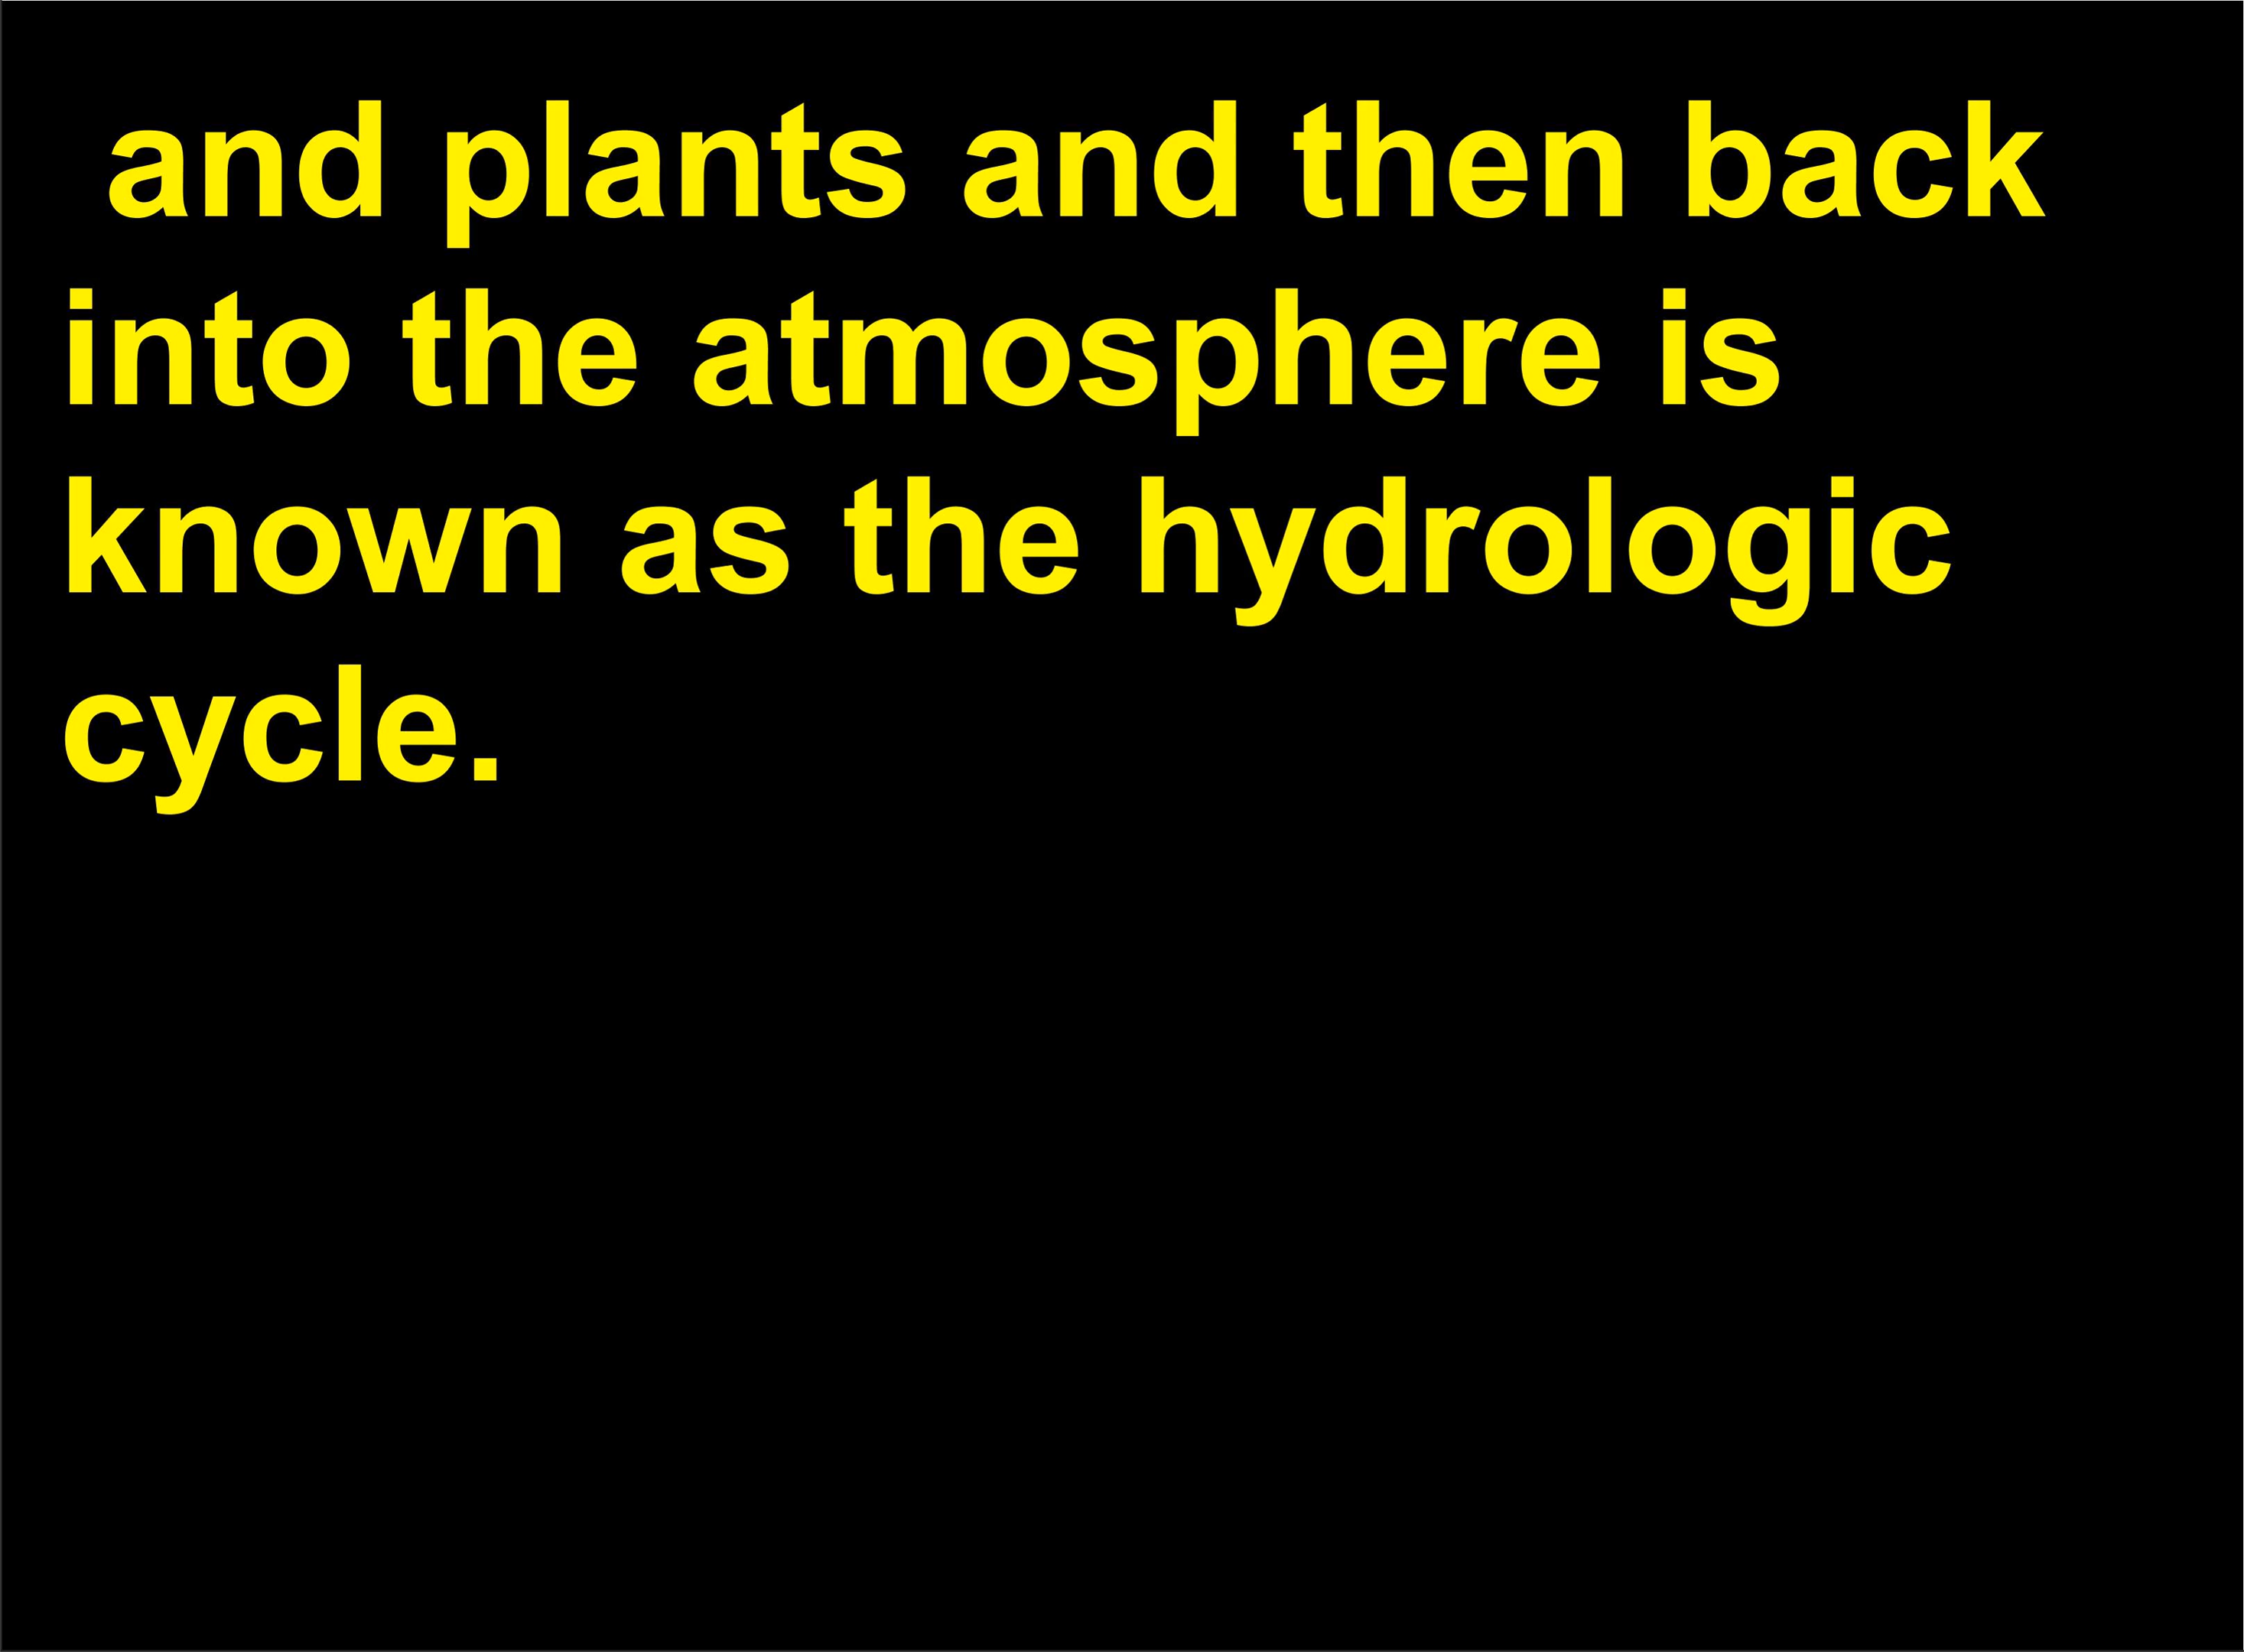 and plants and then back
into the atmosphere is
known as the hydrologic
cycle.